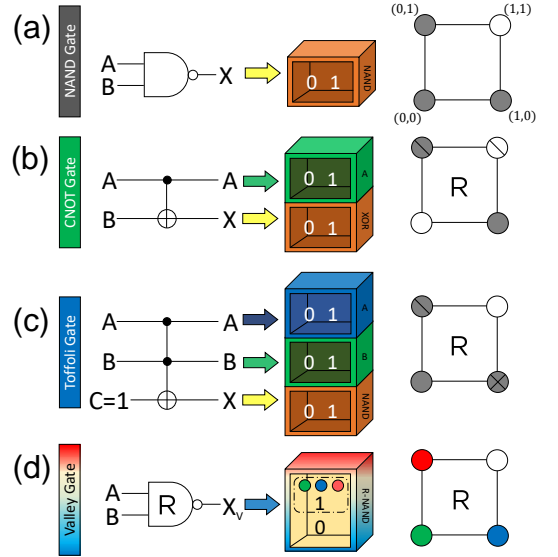 (a)
NAND Gate
A
B
X
0 1
NAND
(0,1)
(1,1)
(0,0)
(1,0)
(b)
CNOT Gate
A
A
B
X
0 1
A
0 1
XOR
R
(c)
Toffoli Gate
A
A
B
B
C=1
X
0 1
A
0 1
B
0 1
NAND
R
(d)
Valley Gate
A
B
R
Xv
1
0
R-NAND
R